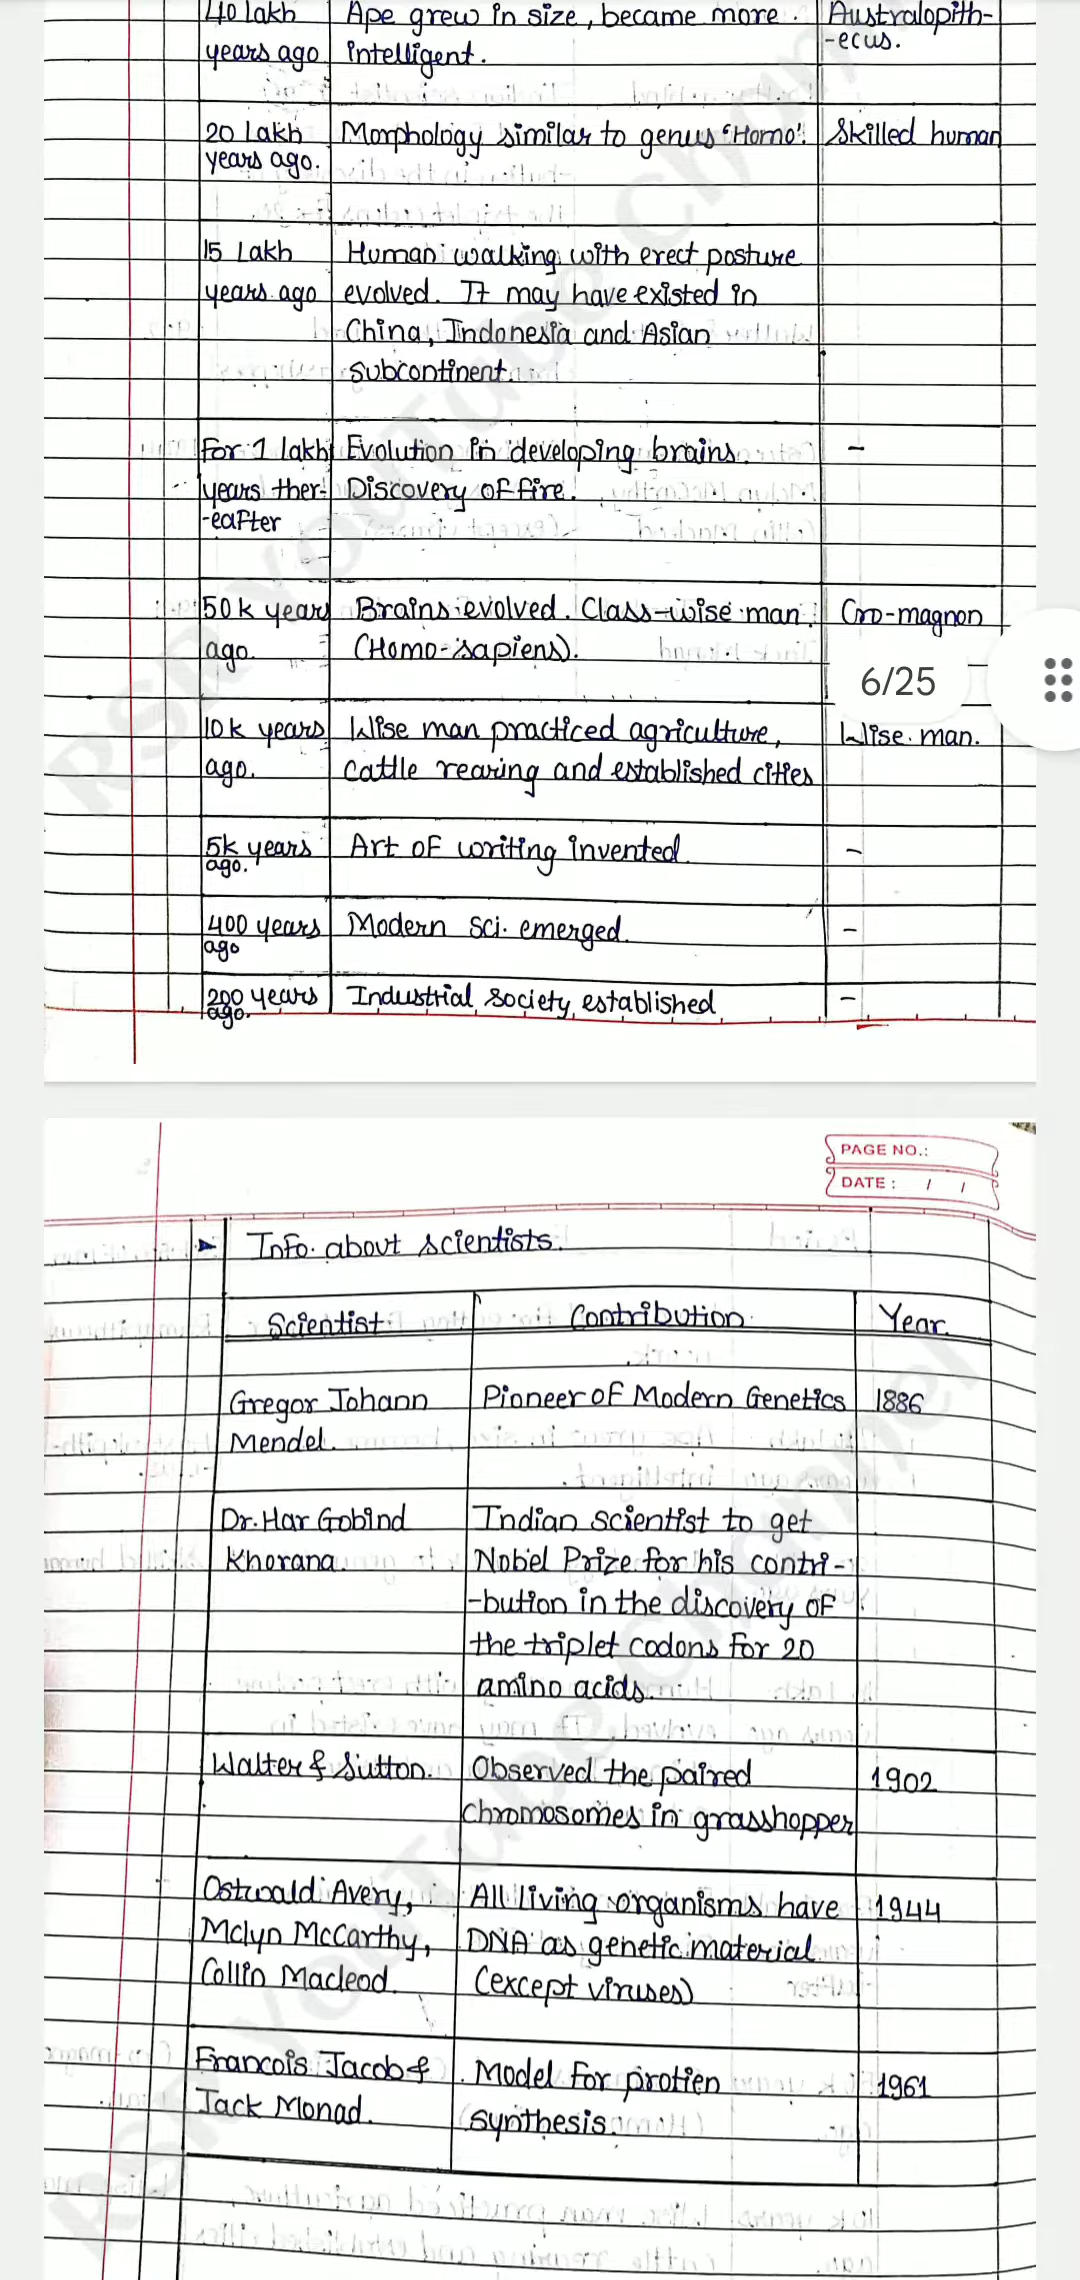 40 lakh years ago | Ape grew in size, became more intelligent. | Australopith-
-ecus.
20 Lakh years ago. | Morphology similar to genus 'Homo'. | Skilled human
15 Lakh years ago | Human walking with erect posture
evolved. It may have existed in
China, Indonesia and Asian
subcontinent.
For 1 lakh years ther-
-eafter | Evolution in developing brains.
Discovery of fire. | -
50k years ago. | Brains evolved. Class-wise man
(Homo-sapiens). | Cro-magnon
6/25
10k years ago. | Wise man practiced agriculture,
cattle rearing and established cities | Wise man.
5k years ago. | Art of writing invented. | -
400 years ago | Modern sci. emerged. | -
200 years ago. | Industrial society established | -
PAGE NO.:
DATE: / /
Info. about scientists.
Scientist | Contribution | Year.
Gregor Johann Mendel. | Pioneer of Modern Genetics | 1886
Dr. Har Gobind Khorana. | Indian scientist to get
Nobel Prize for his contri-
-bution in the discovery of
the triplet codons for 20
amino acids.
Walter & Sutton. | Observed the paired
chromosomes in grasshopper | 1902
Ostwald Avery,
Mclyn McCarthy,
Collin Macleod. | All living organisms have
DNA as genetic material
(except viruses) | 1944
Francois Jacob &
Jack Monad. | Model for protien
synthesis. | 1961
RSR YouTube Channel
RSR YouTube Channel